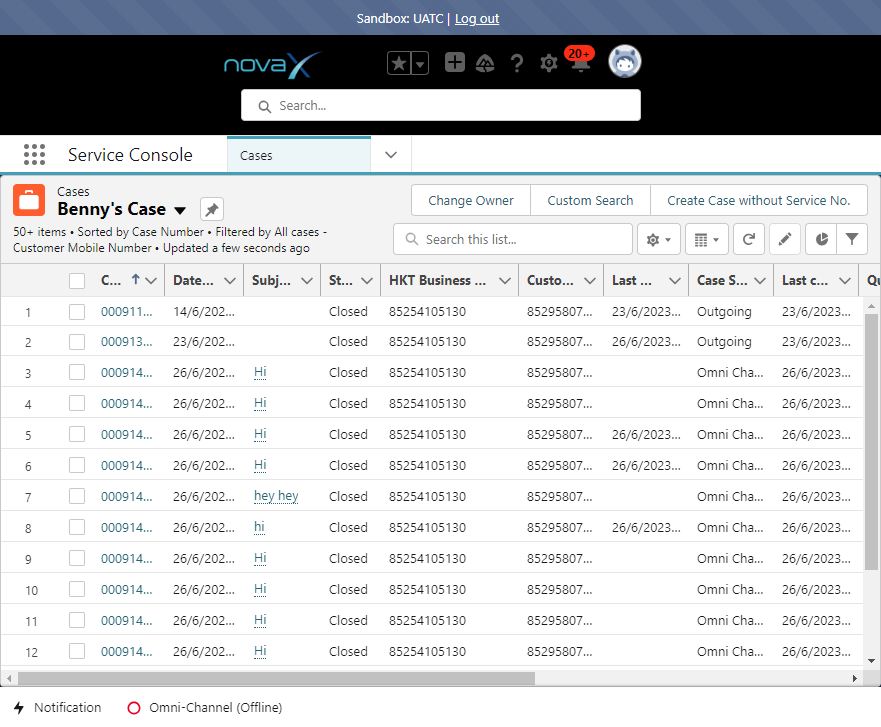 Sandbox: UATC | Log out
novaX
20+
Search...
Service Console
Cases
Cases
Benny's Case
Change Owner
Custom Search
Create Case without Service No.
50+ items • Sorted by Case Number • Filtered by All cases -
Customer Mobile Number • Updated a few seconds ago
Search this list...
C... Date... Subj... St... HKT Business ... Custo... Last ... Case S... Last c... Qu
1 000911... 14/6/202... Closed 85254105130 85295807... 23/6/2023... Outgoing 23/6/2023...
2 000913... 23/6/202... Closed 85254105130 85295807... 26/6/2023... Outgoing 23/6/2023...
3 000914... 26/6/202... Hi Closed 85254105130 85295807... Omni Cha... 26/6/2023...
4 000914... 26/6/202... Hi Closed 85254105130 85295807... Omni Cha... 26/6/2023...
5 000914... 26/6/202... Hi Closed 85254105130 85295807... 26/6/2023... Omni Cha... 26/6/2023...
6 000914... 26/6/202... Hi Closed 85254105130 85295807... 26/6/2023... Omni Cha... 26/6/2023...
7 000914... 26/6/202... hey hey Closed 85254105130 85295807... Omni Cha... 26/6/2023...
8 000914... 26/6/202... hi Closed 85254105130 85295807... 26/6/2023... Omni Cha... 26/6/2023...
9 000914... 26/6/202... Hi Closed 85254105130 85295807... Omni Cha... 26/6/2023...
10 000914... 26/6/202... Hi Closed 85254105130 85295807... Omni Cha... 26/6/2023...
11 000914... 26/6/202... Hi Closed 85254105130 85295807... Omni Cha... 26/6/2023...
12 000914... 26/6/202... Hi Closed 85254105130 85295807... Omni Cha... 26/6/2023...
Notification
Omni-Channel (Offline)